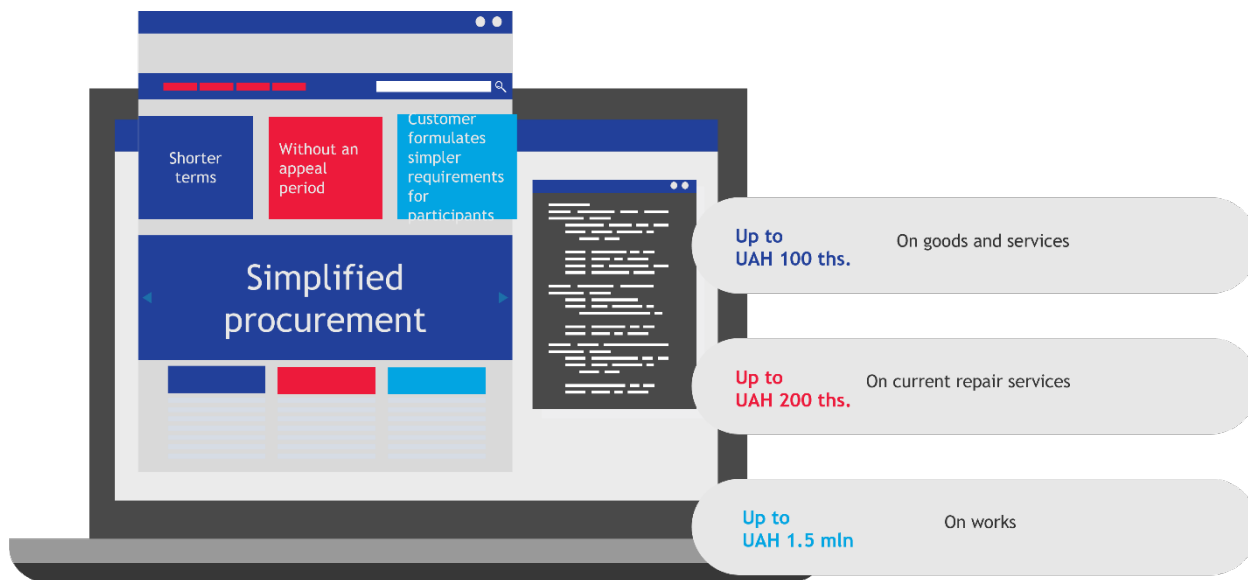 Shorter
terms
Without an
appeal
period
Customer
formulates
simpler
requirements
for
participants
Simplified
procurement
Up to
UAH 100 ths.
On goods and services
Up to
UAH 200 ths.
On current repair services
Up to
UAH 1.5 mln
On works